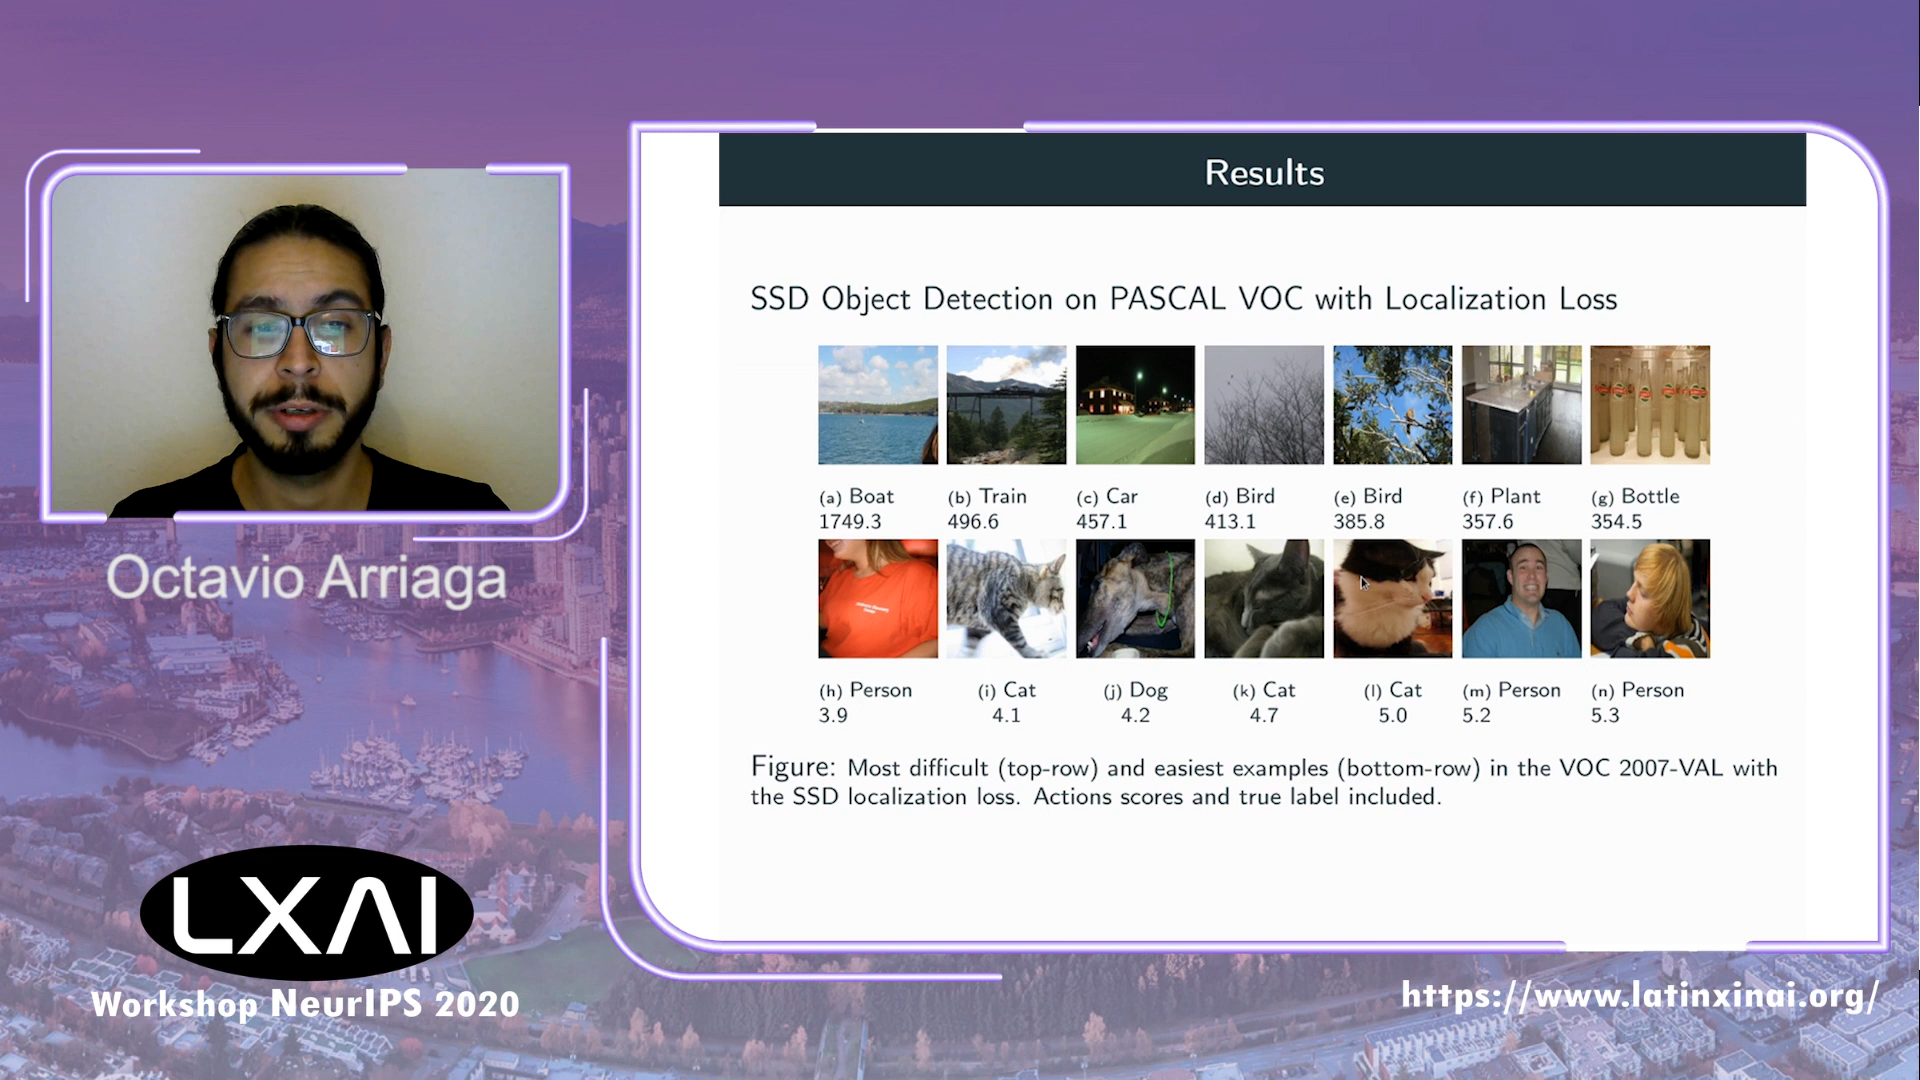 Results
SSD Object Detection on PASCAL VOC with Localization Loss
(a) Boat
1749.3
(b) Train
496.6
(c) Car
457.1
(d) Bird
413.1
(e) Bird
385.8
(f) Plant
357.6
(g) Bottle
354.5
(h) Person
3.9
(i) Cat
4.1
(j) Dog
4.2
(k) Cat
4.7
(l) Cat
5.0
(m) Person
5.2
(n) Person
5.3
Figure: Most difficult (top-row) and easiest examples (bottom-row) in the VOC 2007-VAL with
the SSD localization loss. Actions scores and true label included.
Octavio Arriaga
LXAI
Workshop NeurIPS 2020
https://www.latinxinai.org/